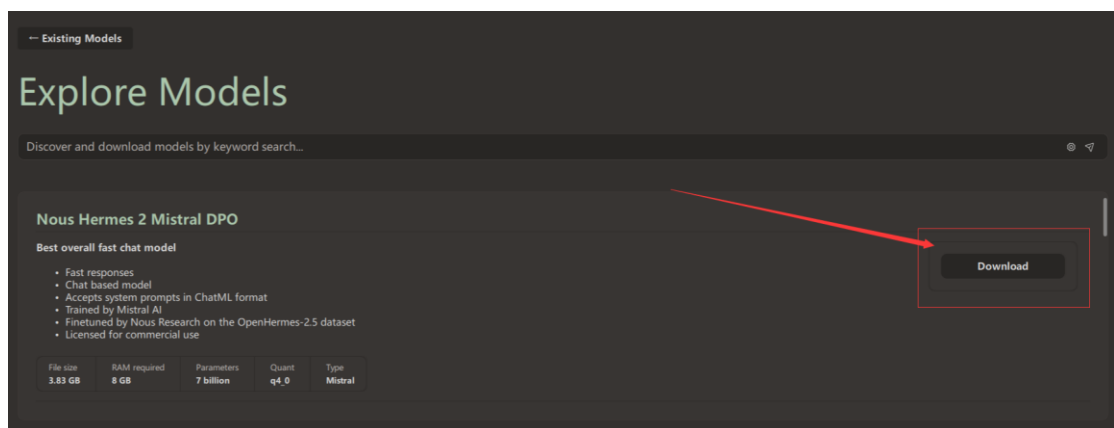 ← Existing Models
Explore Models
Discover and download models by keyword search...
Nous Hermes 2 Mistral DPO
Best overall fast chat model
• Fast responses
• Chat based model
• Accepts system prompts in ChatML format
• Trained by Mistral AI
• Finetuned by Nous Research on the OpenHermes-2.5 dataset
• Licensed for commercial use
Download
File size RAM required Parameters Quant Type
3.83 GB 8 GB 7 billion q4_0 Mistral